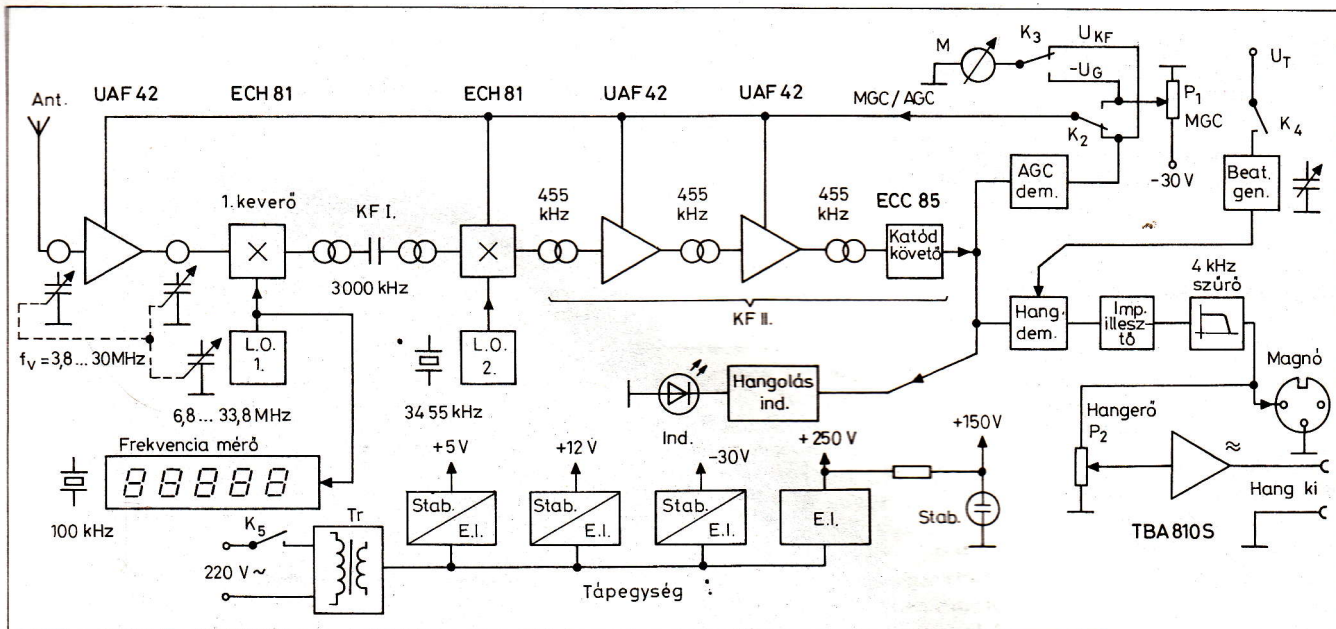 Ant.
UAF 42
ECH 81
ECH 81
UAF 42
UAF 42
MGC/AGC
M
K3
UKF
-UG
K2
P1
MGC
-30 V
UT
K4
1. keverő
KF I.
3000 kHz
455 kHz
455 kHz
455 kHz
ECC 85
Katód követő
AGC dem.
Beat. gen.
KF II.
fv = 3,8 ... 30 MHz
L.O. 1.
L.O. 2.
6,8 ... 33,8 MHz
3455 kHz
Hang. dem.
Imp. illesz tő
4 kHz szűrő
Magnó
Hangolás ind.
Ind.
Hangerő
P2
TBA 810 S
Hang ki
Frekvencia mérő
88888
100 kHz
K5
220 V ~
Tr
+5 V
+12 V
-30V
+250 V
+150V
Stab. E.I.
Stab. E.I.
Stab. E.I.
E.I.
Stab.
Tápegység